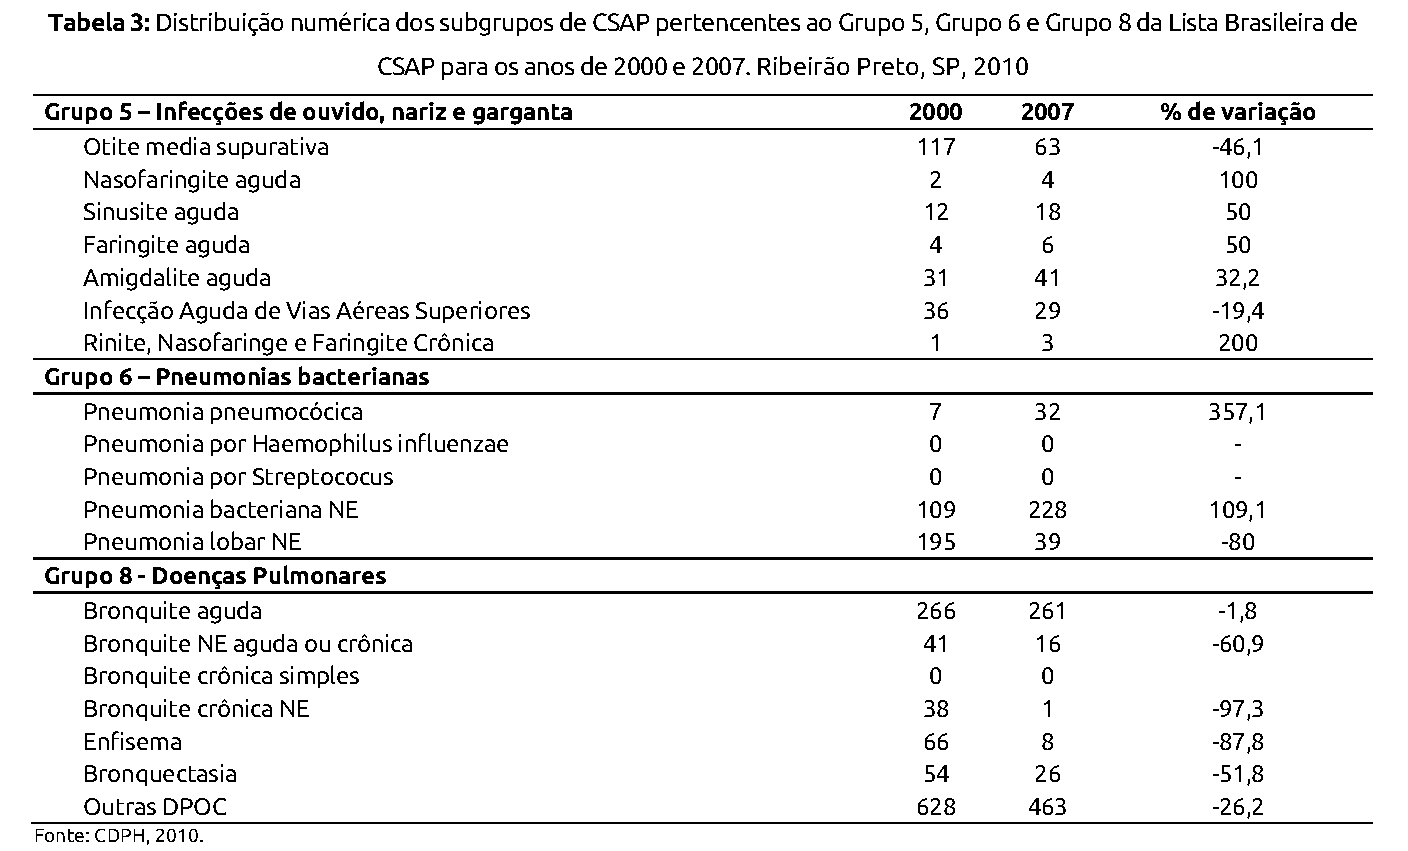 Tabela 3: Distribuição numérica dos subgrupos de CSAP pertencentes ao Grupo 5, Grupo 6 e Grupo 8 da Lista Brasileira de
CSAP para os anos de 2000 e 2007. Ribeirão Preto, SP, 2010
Grupo 5 – Infecções de ouvido, nariz e garganta 2000 2007 % de variação
Otite media supurativa 117 63 -46,1
Nasofaringite aguda 2 4 100
Sinusite aguda 12 18 50
Faringite aguda 4 6 50
Amigdalite aguda 31 41 32,2
Infecção Aguda de Vias Aéreas Superiores 36 29 -19,4
Rinite, Nasofaringe e Faringite Crônica 1 3 200
Grupo 6 – Pneumonias bacterianas
Pneumonia pneumocócica 7 32 357,1
Pneumonia por Haemophilus influenzae 0 0 -
Pneumonia por Streptococus 0 0 -
Pneumonia bacteriana NE 109 228 109,1
Pneumonia lobar NE 195 39 -80
Grupo 8 - Doenças Pulmonares
Bronquite aguda 266 261 -1,8
Bronquite NE aguda ou crônica 41 16 -60,9
Bronquite crônica simples 0 0
Bronquite crônica NE 38 1 -97,3
Enfisema 66 8 -87,8
Bronquectasia 54 26 -51,8
Outras DPOC 628 463 -26,2
Fonte: CDPH, 2010.